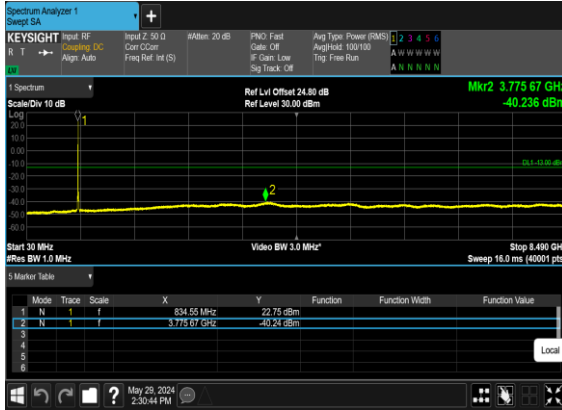 Spectrum Analyzer 1
Swept SA
+
KEYSIGHT Input: RF Input Z: 50 Ω #Atten: 20 dB PNO: Fast Avg Type: Power (RMS) 1 2 3 4 5 6
R T Coupling: DC Corr CCorr Gate: Off Avg|Hold: 100/100 A W W W W W
Align: Auto Freq Ref: Int (S) IF Gain: Low Trig: Free Run
Sig Track: Off A N N N N N
1 Spectrum Ref Lvl Offset 24.80 dB Mkr2 3.775 67 GHz
Scale/Div 10 dB Ref Level 30.00 dBm -40.236 dBm
Log
20.0 1
10.0
0.00
-10.0 DL1 -13.00 dBm
-20.0
-30.0 2
-40.0
-50.0
-60.0
Start 30 MHz Video BW 3.0 MHz* Stop 8.490 GH
#Res BW 1.0 MHz Sweep 16.0 ms (40001 pts
5 Marker Table
Mode Trace Scale X Y Function Function Width Function Value
1 N 1 f 834.55 MHz 22.75 dBm
2 N 1 f 3.775 67 GHz -40.24 dBm
3
4
5
6
Local
? May 29, 2024
2:30:44 PM